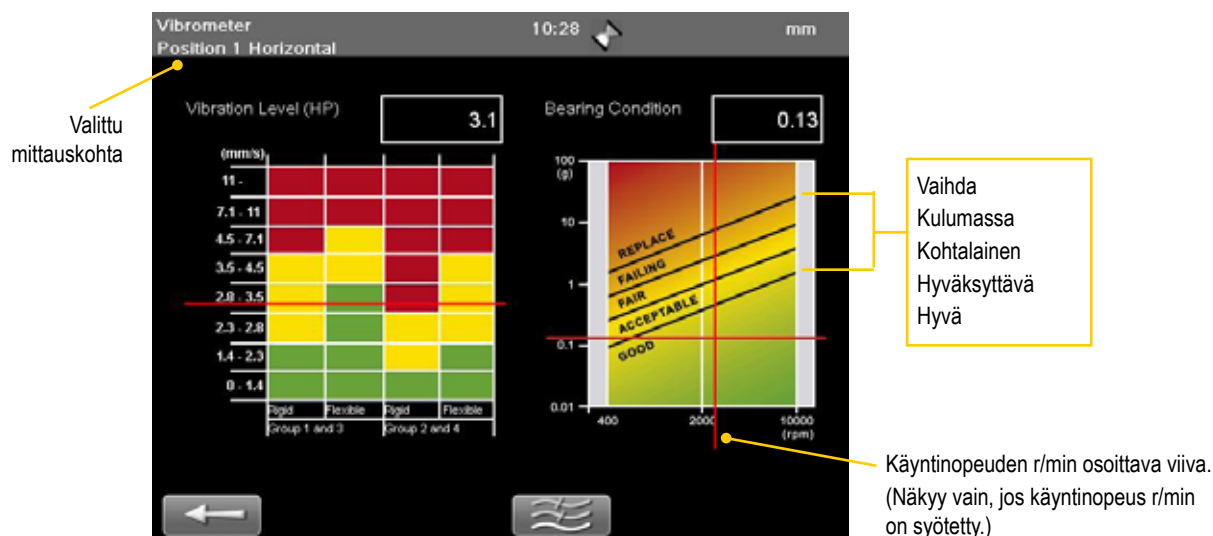 Vibrometer
10:28
mm
Position 1 Horizontal
Valittu
mittauskohta
Vibration Level (HP)
3.1
(mm/s)
11 -
7.1 - 11
4.5 - 7.1
3.5 - 4.5
2.8 - 3.5
2.3 - 2.8
1.4 - 2.3
0 - 1.4
Rigid Flexible Rigid Flexible
Group 1 and 3 Group 2 and 4
Bearing Condition
0.13
100
(g)
10
1
0.1
0.01
REPLACE
FAILING
FAIR
ACCEPTABLE
GOOD
400 2000 10000
(rpm)
Vaihda
Kulumassa
Kohtalainen
Hyväksyttävä
Hyvä
Käyntinopeuden r/min osoittava viiva.
(Näkyy vain, jos käyntinopeus r/min
on syötetty.)